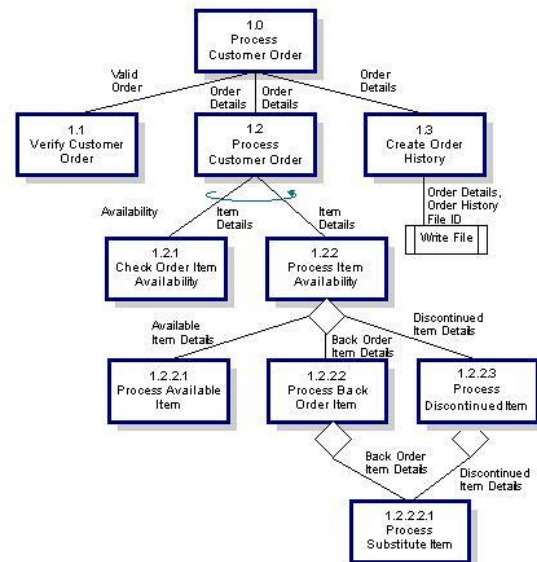 1.0
Process
Customer Order
Valid
Order
Order
Details
Order
Details
Order
Details
1.1
Verify Customer
Order
1.2
Process
Customer Order
1.3
Create Order
History
Order Details,
Order History
File ID
Write File
Availability
Item
Details
Item
Details
1.2.1
Check Order Item
Availability
1.2.2
Process Item
Availability
Available
Item Details
Back Order
Item Details
Discontinued
Item Details
1.2.2.1
Process Available
Item
1.2.2.2
Process Back
Order Item
1.2.2.3
Process
Discontinued Item
Back Order
Item Details
Discontinued
Item Details
1.2.2.2.1
Process
Substitute Item